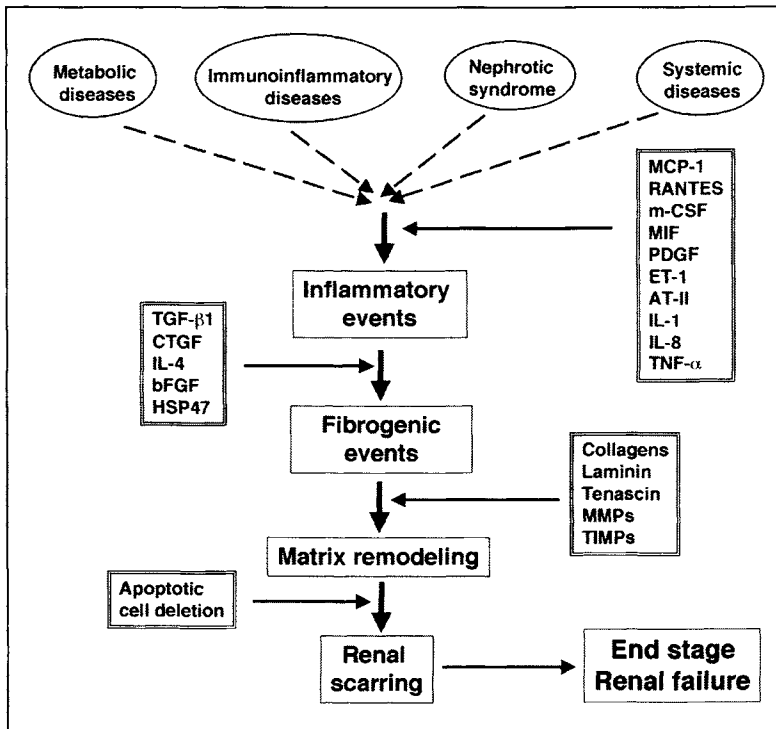 Metabolic
diseases
Immunoinflammatory
diseases
Nephrotic
syndrome
Systemic
diseases
MCP-1
RANTES
m-CSF
MIF
PDGF
ET-1
AT-II
IL-1
IL-8
TNF-α
Inflammatory
events
TGF-β1
CTGF
IL-4
bFGF
HSP47
Fibrogenic
events
Collagens
Laminin
Tenascin
MMPs
TIMPs
Matrix remodeling
Apoptotic
cell deletion
Renal
scarring
End stage
Renal failure